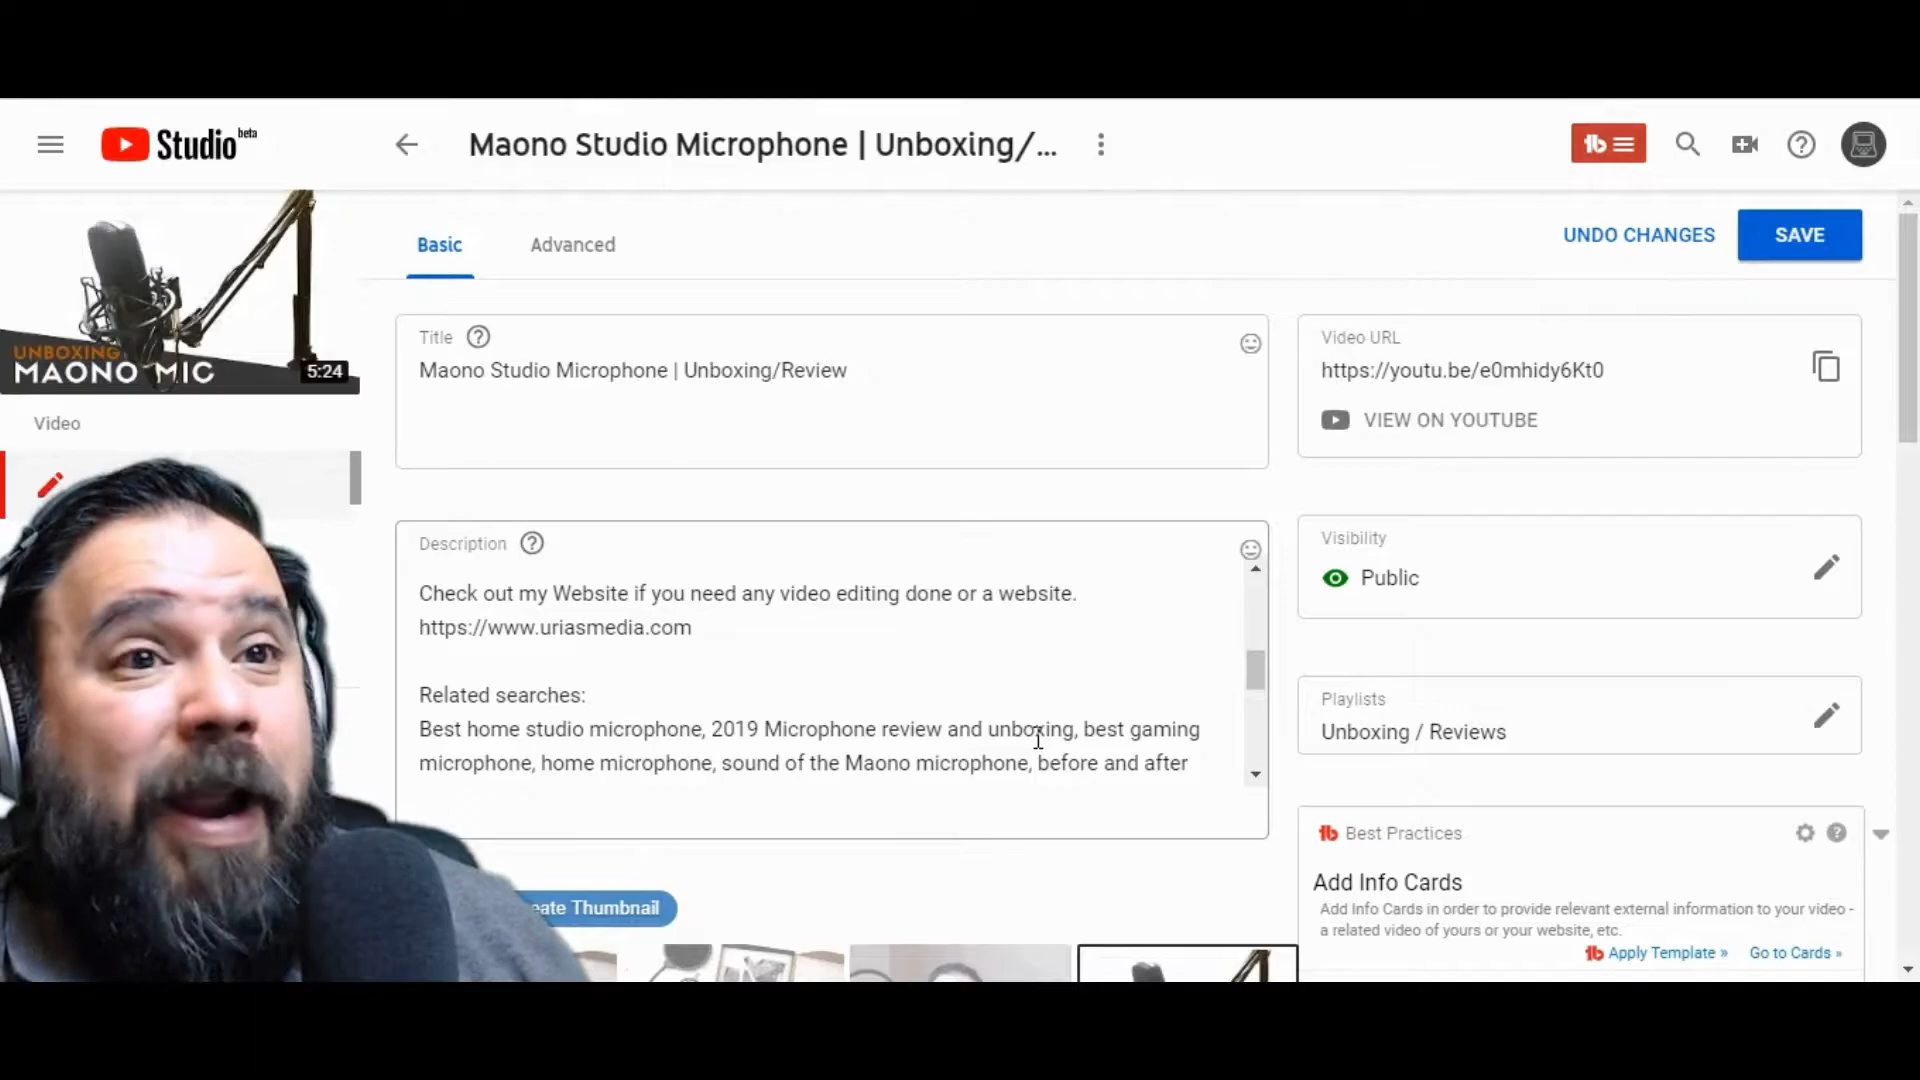 Studio beta
Maono Studio Microphone | Unboxing/...
UNBOXING
MAONO MIC
5:24
Video
Basic
Advanced
UNDO CHANGES
SAVE
Title
Maono Studio Microphone | Unboxing/Review
Video URL
https://youtu.be/e0mhidy6Kt0
VIEW ON YOUTUBE
Description
Check out my Website if you need any video editing done or a website.
https://www.uriasmedia.com
Related searches:
Best home studio microphone, 2019 Microphone review and unboxing, best gaming
microphone, home microphone, sound of the Maono microphone, before and after
Visibility
Public
Playlists
Unboxing / Reviews
Best Practices
Add Info Cards
Add Info Cards in order to provide relevant external information to your video -
a related video of yours or your website, etc.
Apply Template »
Go to Cards »
eate Thumbnail